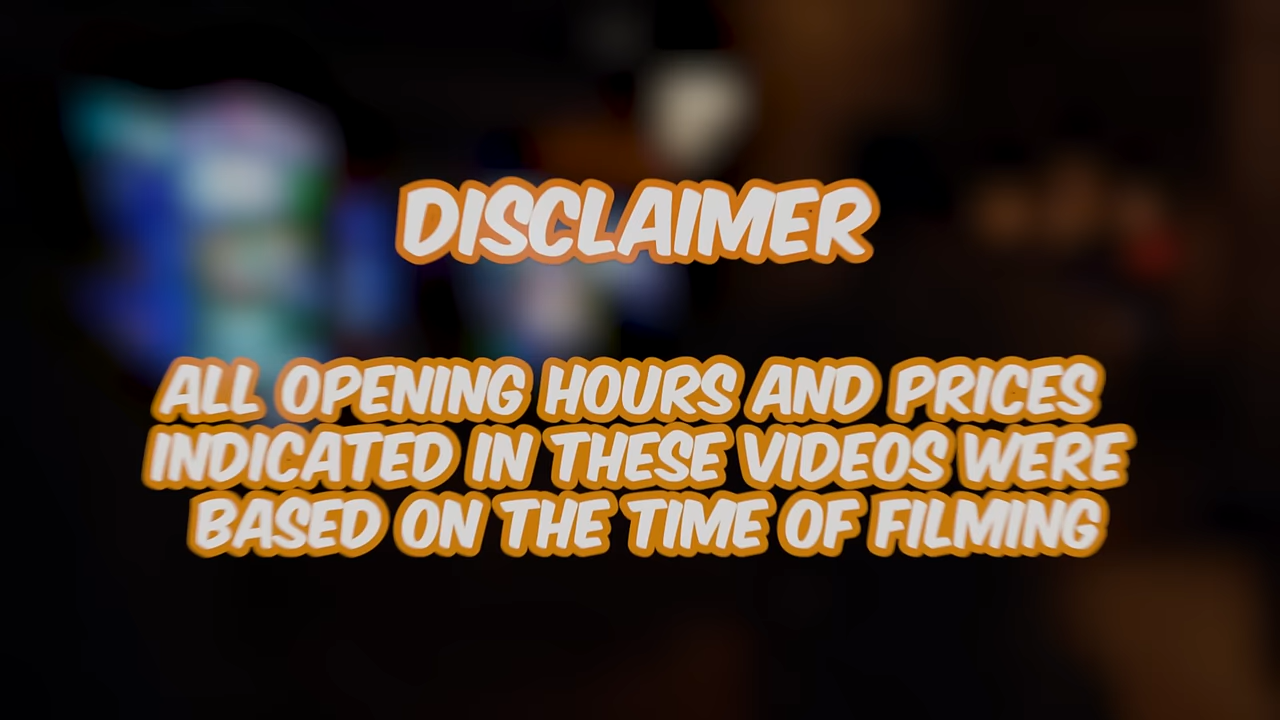 DISCLAIMER
ALL OPENING HOURS AND PRICES
INDICATED IN THESE VIDEOS WERE
BASED ON THE TIME OF FILMING